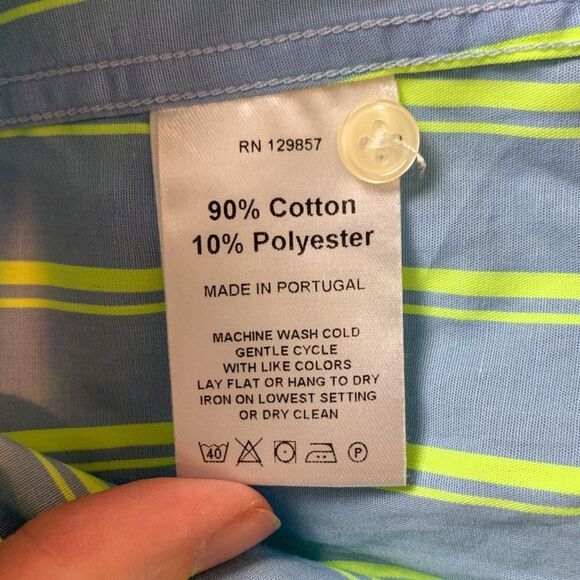 RN 129857
90% Cotton
10% Polyester
MADE IN PORTUGAL
MACHINE WASH COLD
GENTLE CYCLE
WITH LIKE COLORS
LAY FLAT OR HANG TO DRY
IRON ON LOWEST SETTING
OR DRY CLEAN
40 P